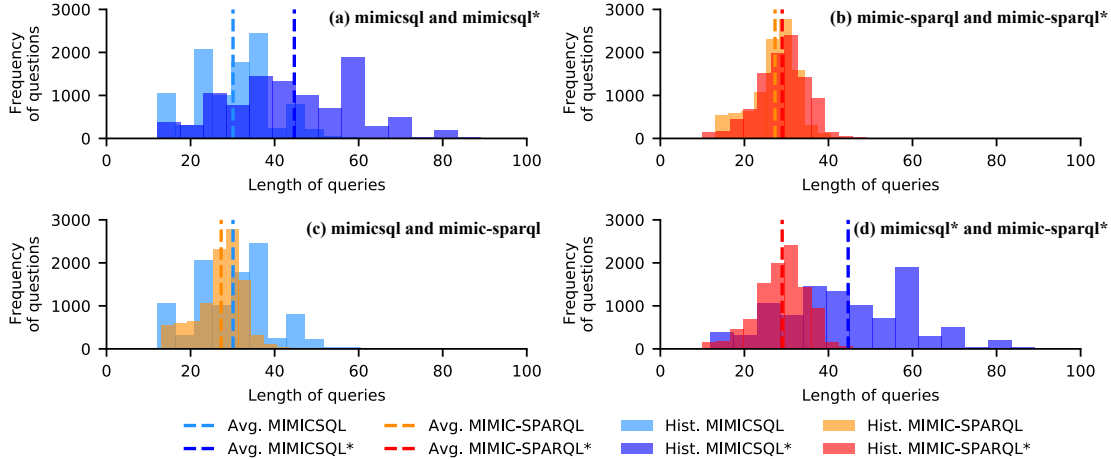 (a) mimicsql and mimicsql*
Frequency
of questions
3000
2000
1000
0
0 20 40 60 80 100
Length of queries
(b) mimic-sparql and mimic-sparql*
Frequency
of questions
3000
2000
1000
0
0 20 40 60 80 100
Length of queries
(c) mimicsql and mimic-sparql
Frequency
of questions
3000
2000
1000
0
0 20 40 60 80 100
Length of queries
(d) mimicsql* and mimic-sparql*
Frequency
of questions
3000
2000
1000
0
0 20 40 60 80 100
Length of queries
Avg. MIMICSQL Avg. MIMIC-SPARQL Hist. MIMICSQL Hist. MIMIC-SPARQL
Avg. MIMICSQL* Avg. MIMIC-SPARQL* Hist. MIMICSQL* Hist. MIMIC-SPARQL*